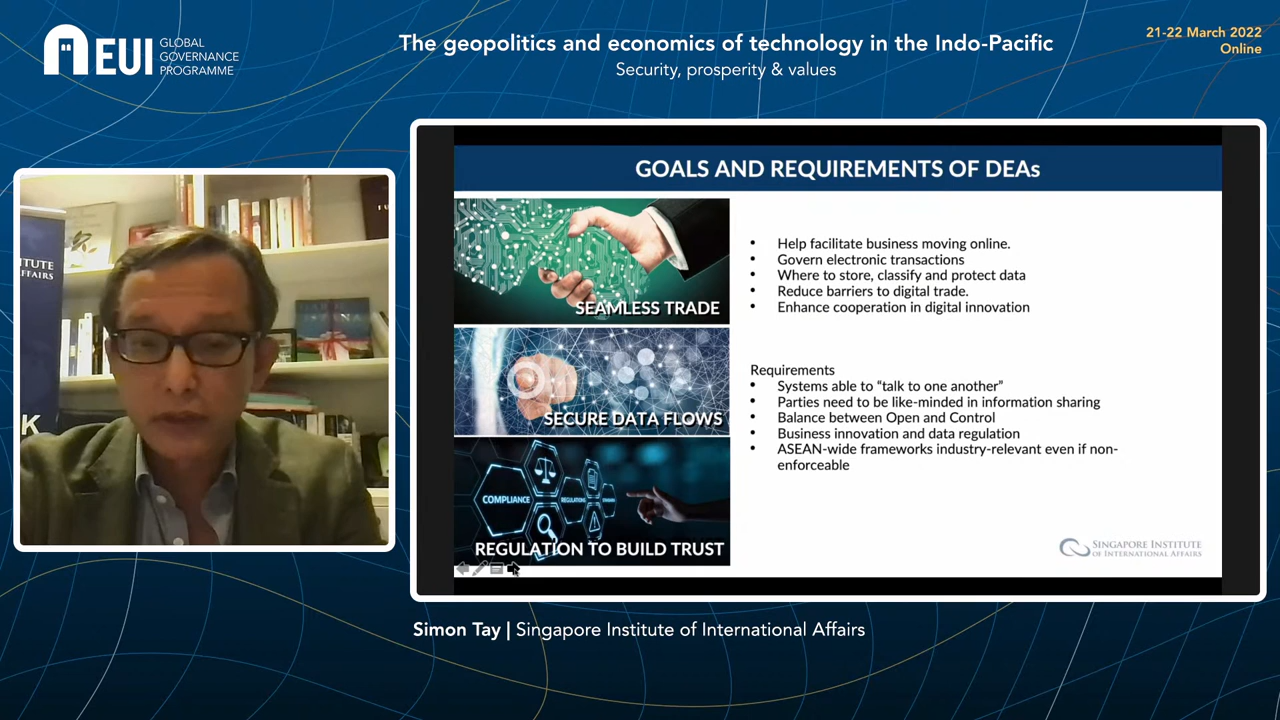 EUI
GLOBAL
GOVERNANCE
PROGRAMME
The geopolitics and economics of technology in the Indo-Pacific
Security, prosperity & values
21-22 March 2022
Online
GOALS AND REQUIREMENTS OF DEAs
SEAMLESS TRADE
SECURE DATA FLOWS
COMPLIANCE
REGULATIONS
REGULATION TO BUILD TRUST
• Help facilitate business moving online.
• Govern electronic transactions
• Where to store, classify and protect data
• Reduce barriers to digital trade.
• Enhance cooperation in digital innovation
Requirements
• Systems able to “talk to one another”
• Parties need to be like-minded in information sharing
• Balance between Open and Control
• Business innovation and data regulation
• ASEAN-wide frameworks industry-relevant even if non-
enforceable
SINGAPORE INSTITUTE
OF INTERNATIONAL AFFAIRS
Simon Tay | Singapore Institute of International Affairs